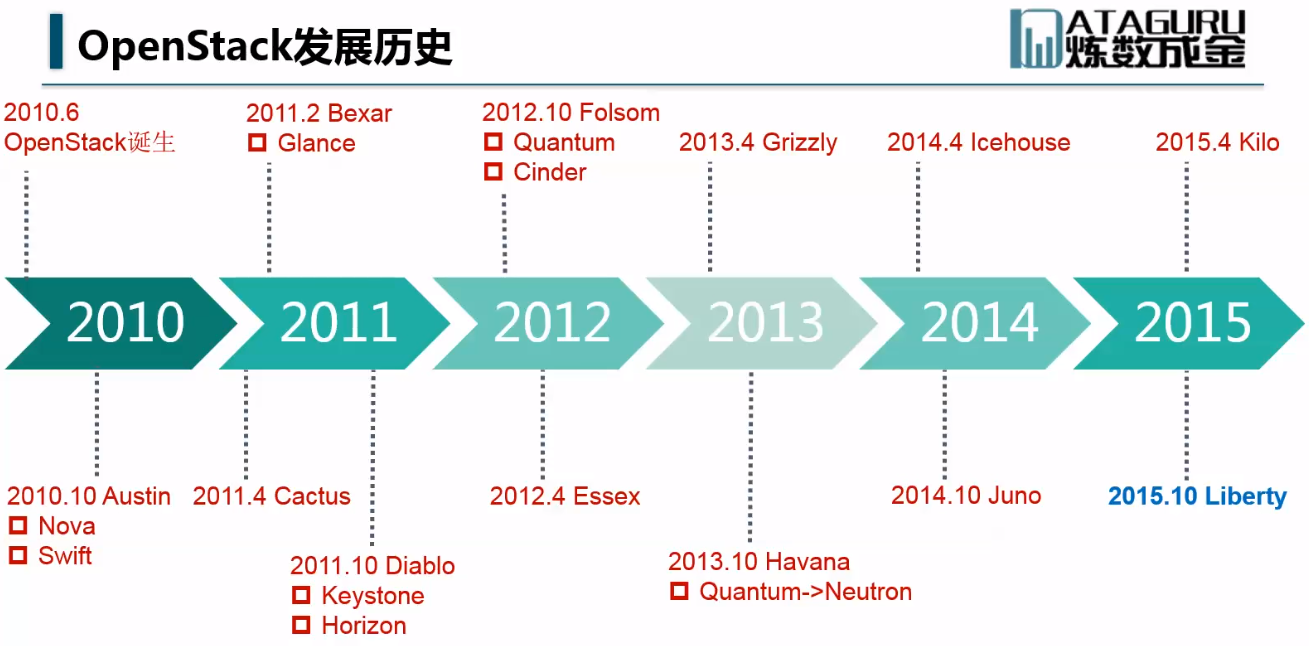 OpenStack发展历史
DATAGURU
炼数成金
2010.6
OpenStack诞生
2011.2 Bexar
Glance
2012.10 Folsom
Quantum
Cinder
2013.4 Grizzly
2014.4 Icehouse
2015.4 Kilo
2010
2011
2012
2013
2014
2015
2010.10 Austin
Nova
Swift
2011.4 Cactus
2011.10 Diablo
Keystone
Horizon
2012.4 Essex
2013.10 Havana
Quantum->Neutron
2014.10 Juno
2015.10 Liberty